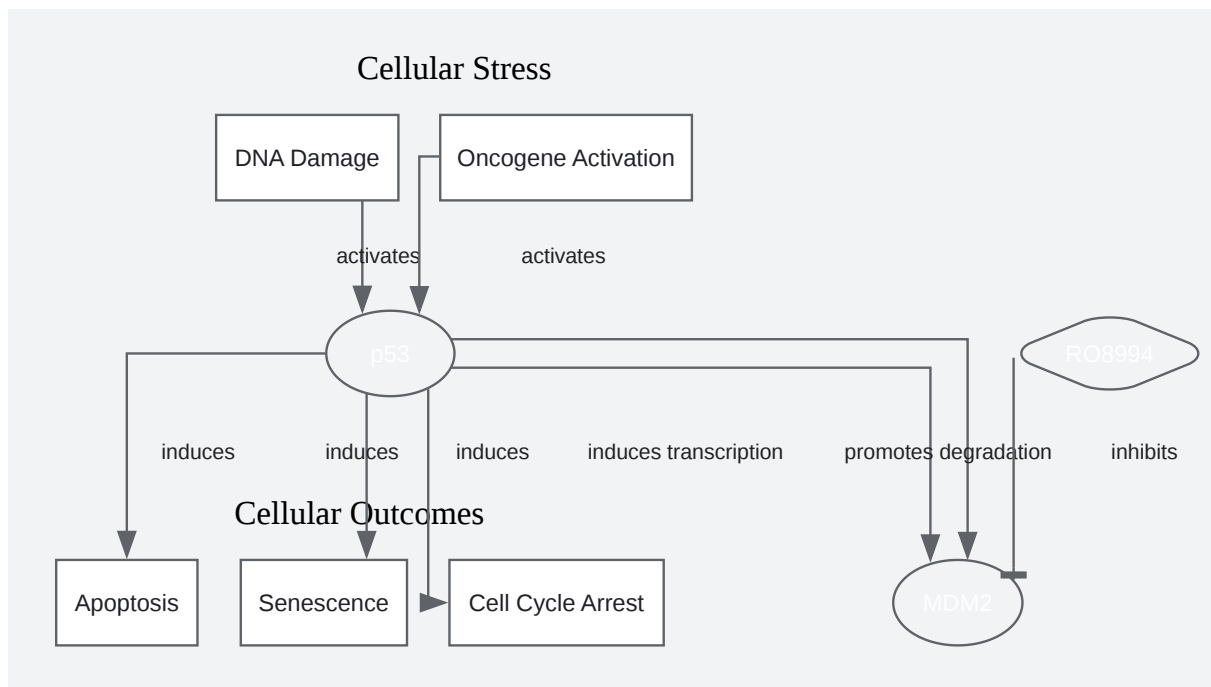 Cellular Stress
DNA Damage
Oncogene Activation
activates
activates
p53
RO8994
induces
induces
induces
induces transcription
promotes degradation
inhibits
Cellular Outcomes
Apoptosis
Senescence
Cell Cycle Arrest
MDM2